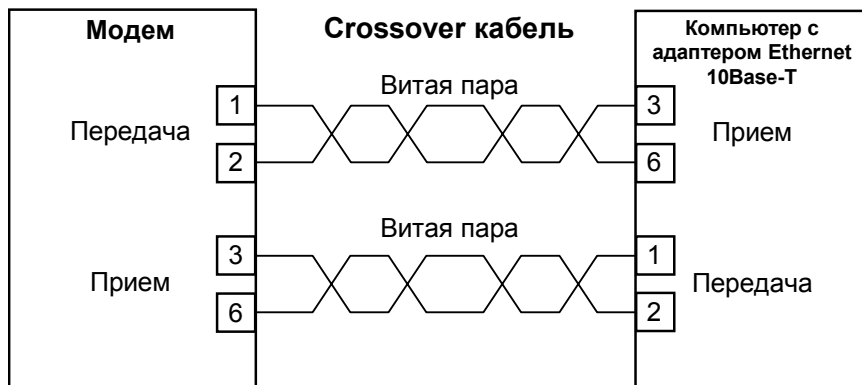 Модем
Crossover кабель
Компьютер с
адаптером Ethernet
10Base-T
Витая пара
1
3
Передача
Прием
2
6
Витая пара
3
1
Прием
Передача
6
2